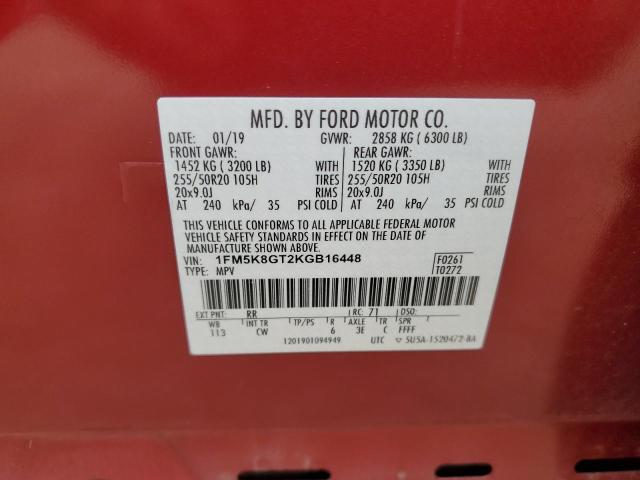 MFD. BY FORD MOTOR CO.
DATE: 01/19 GVWR: 2858 KG ( 6300 LB)
FRONT GAWR: REAR GAWR:
1452 KG ( 3200 LB) WITH 1520 KG ( 3350 LB) WITH
255/50R20 105H TIRES 255/50R20 105H TIRES
20x9.0J RIMS 20x9.0J RIMS
AT 240 kPa/ 35 PSI COLD AT 240 kPa/ 35 PSI COLD
THIS VEHICLE CONFORMS TO ALL APPLICABLE FEDERAL MOTOR
VEHICLE SAFETY STANDARDS IN EFFECT ON THE DATE OF
MANUFACTURE SHOWN ABOVE.
VIN: 1FM5K8GT2KGB16448 F0261
TYPE: MPV T0272
EXT PNT: RR RC: 71 DSO:
WB INT TR TP/PS R AXLE TR SPR
113 CW 6 3E C FFFF
1201901094949 UTC ▽ 5U5A-1520472-BA